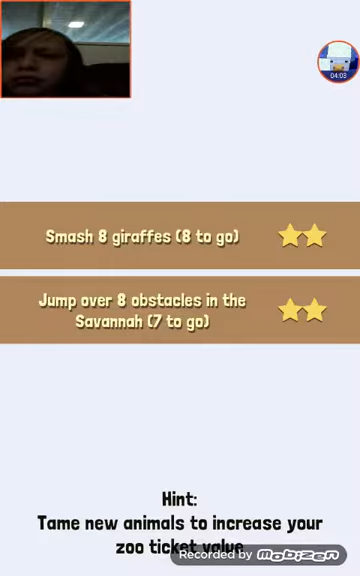 04:03
Smash 8 giraffes (8 to go)
Jump over 8 obstacles in the
Savannah (7 to go)
Hint:
Tame new animals to increase your
zoo ticket value
Recorded by mobizen